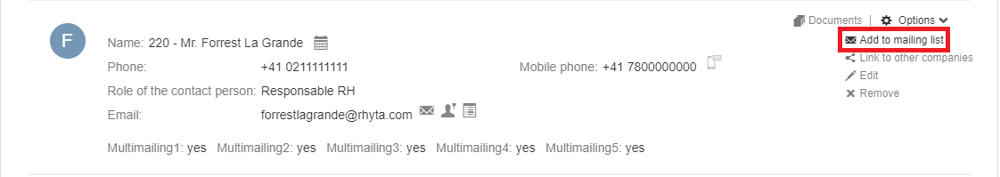 Documents | Options
F
Name: 220 - Mr. Forrest La Grande
Add to mailing list
Phone: +41 0211111111 Mobile phone: +41 7800000000
Link to other companies
Edit
Role of the contact person: Responsable RH
Remove
Email: forrestlagrande@rhyta.com
Multimailing1: yes Multimailing2: yes Multimailing3: yes Multimailing4: yes Multimailing5: yes